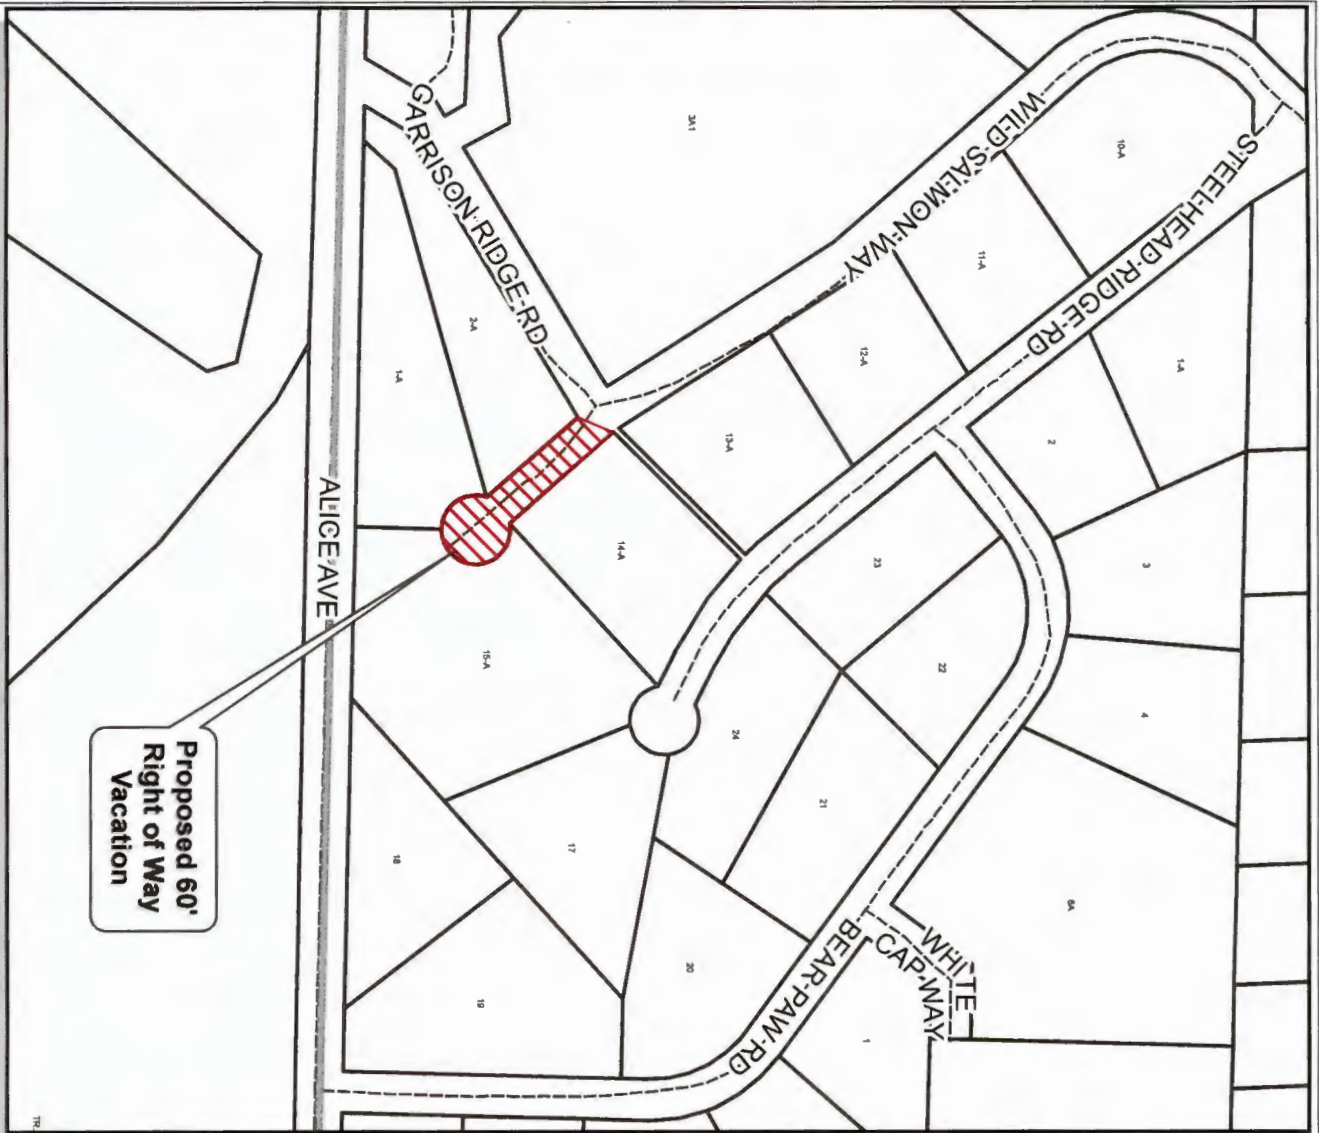 3A1
10-A
WILD SALMON WAY
11-A
STEELHEAD RIDGE RD
GARRISON RIDGE RD
1-A
12-A
2-A
1-A
13-A
2
ALICE AVE
14-A
23
3
15-A
22
4
24
21
Proposed 60'
Right of Way
Vacation
18
17
6A
WHITE
CAP WAY
BEAR PAW RD
20
19
1
TR.